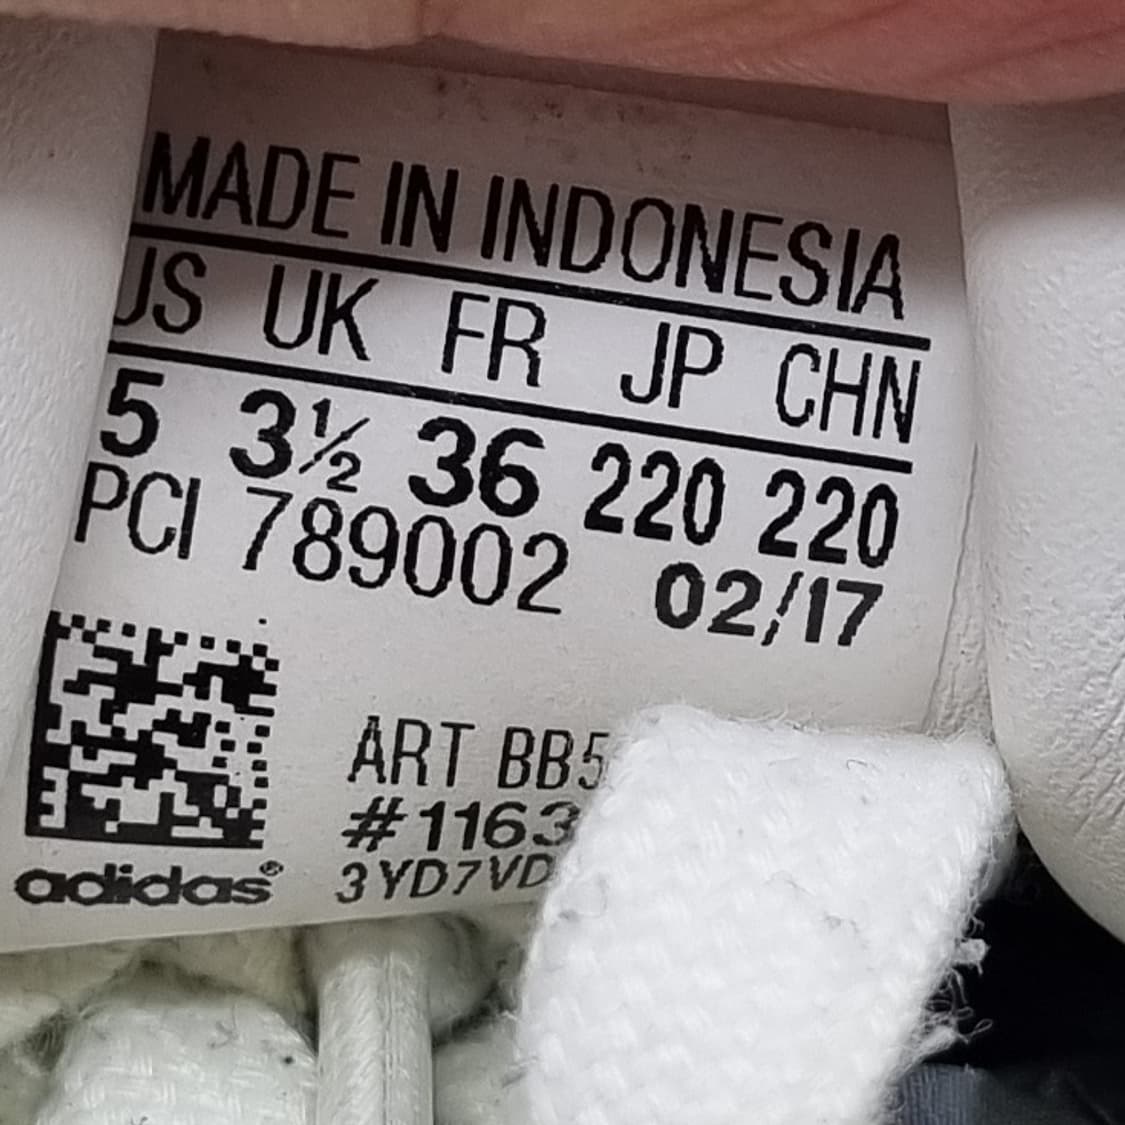 MADE IN INDONESIA
US UK FR JP CHN
5 3½ 36 220 220
PCI 789002 02/17
ART BB5
#1163
3YD7VD
adidas®